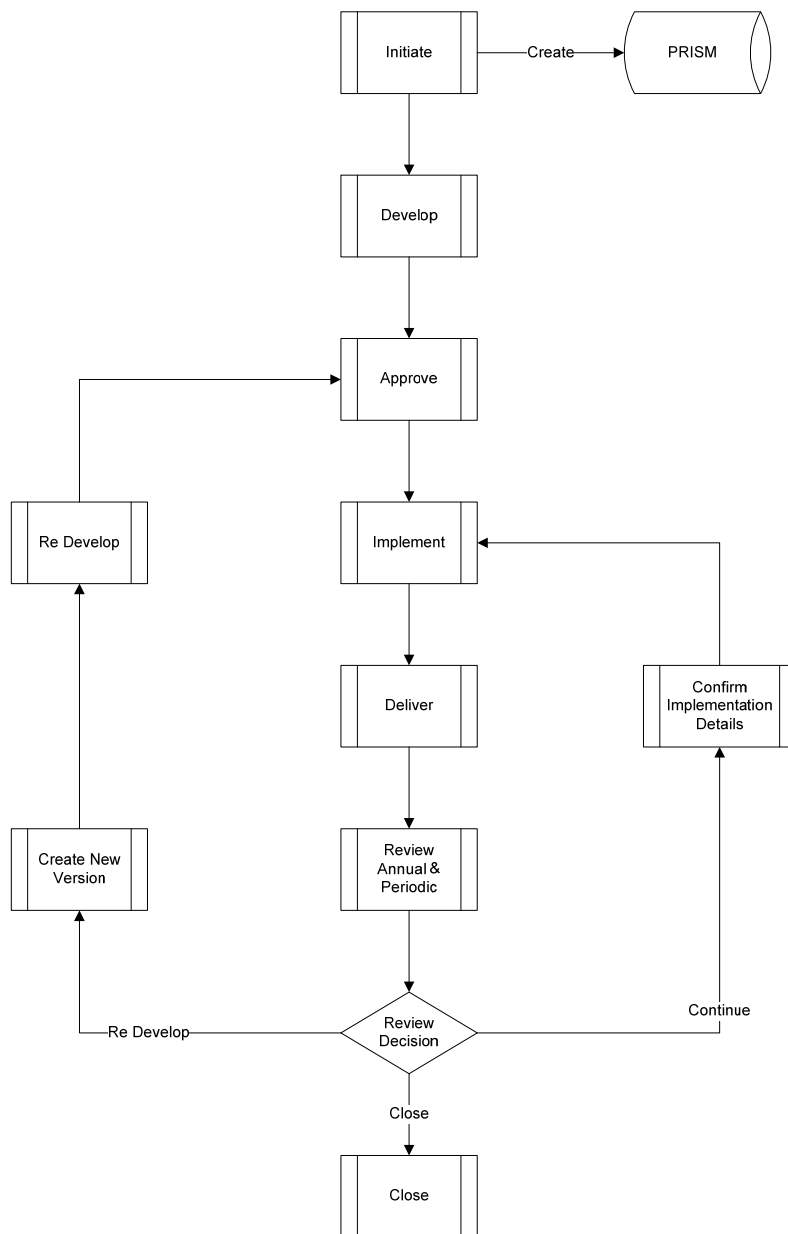 Initiate
Create
PRISM
Develop
Approve
Re Develop
Implement
Deliver
Confirm
Implementation
Details
Create New
Version
Review
Annual &
Periodic
Continue
Re Develop
Review
Decision
Close
Close